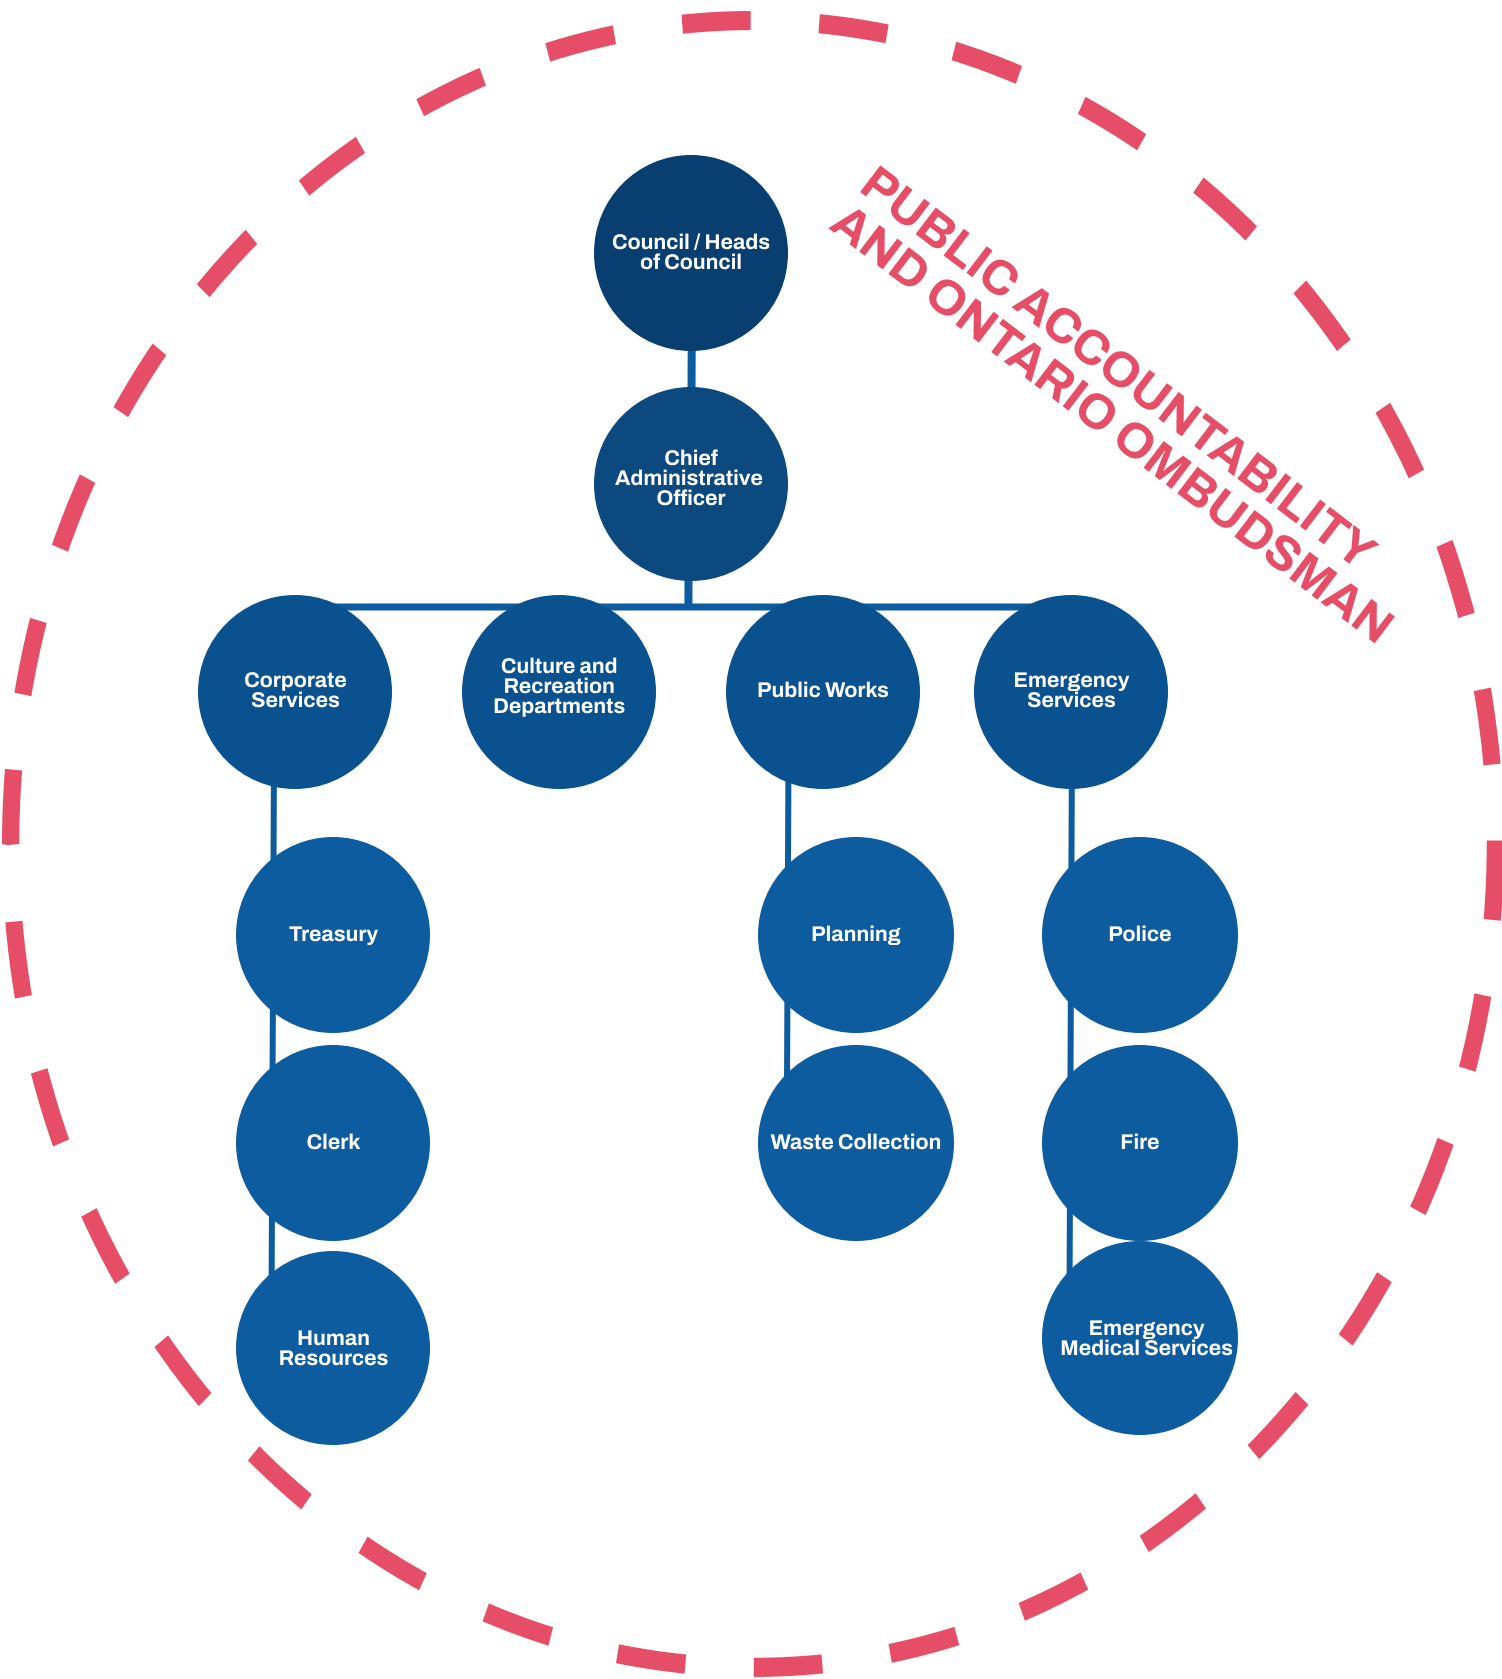 Council / Heads
of Council
PUBLIC ACCOUNTABILITY
AND ONTARIO OMBUDSMAN
Chief
Administrative
Officer
Corporate
Services
Culture and
Recreation
Departments
Public Works
Emergency
Services
Treasury
Planning
Police
Clerk
Waste Collection
Fire
Human
Resources
Emergency
Medical Services